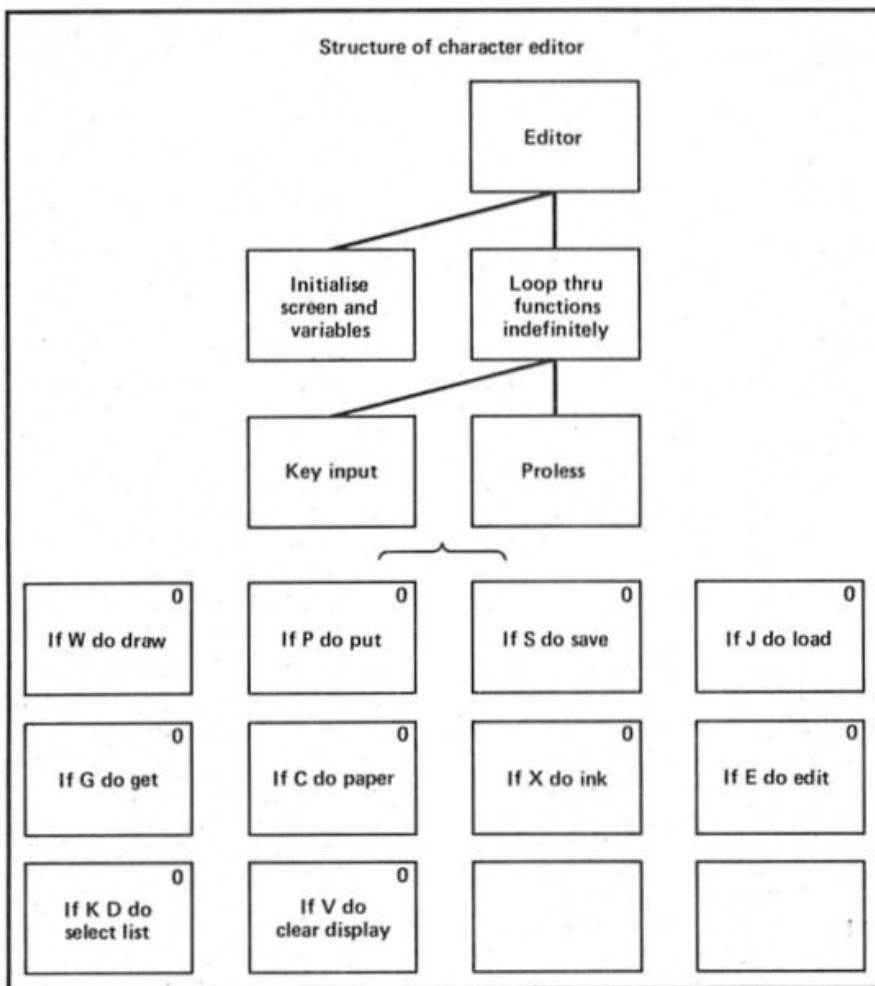 Structure of character editor
Editor
Initialise
screen and
variables
Loop thru
functions
indefinitely
Key input
Proless
0
If W do draw
0
If P do put
0
If S do save
0
If J do load
0
If G do get
0
If C do paper
0
If X do ink
0
If E do edit
0
If K D do
select list
0
If V do
clear display